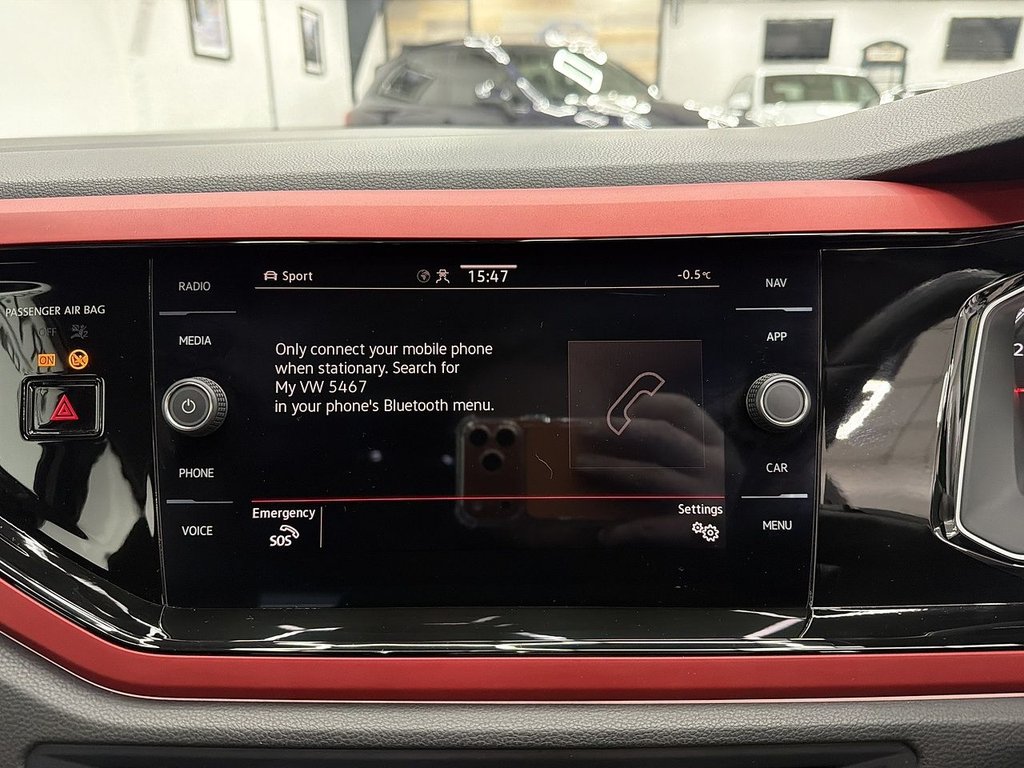 PASSENGER AIR BAG
OFF
ON
RADIO
MEDIA
PHONE
VOICE
Sport
15:47
-0.5°C
Only connect your mobile phone
when stationary. Search for
My VW 5467
in your phone's Bluetooth menu.
Emergency
SOS
Settings
NAV
APP
CAR
MENU
2